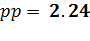 pp = 2.24